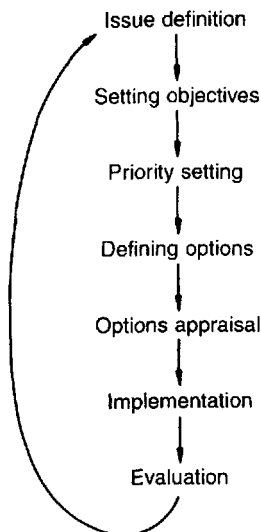 Issue definition
Setting objectives
Priority setting
Defining options
Options appraisal
Implementation
Evaluation